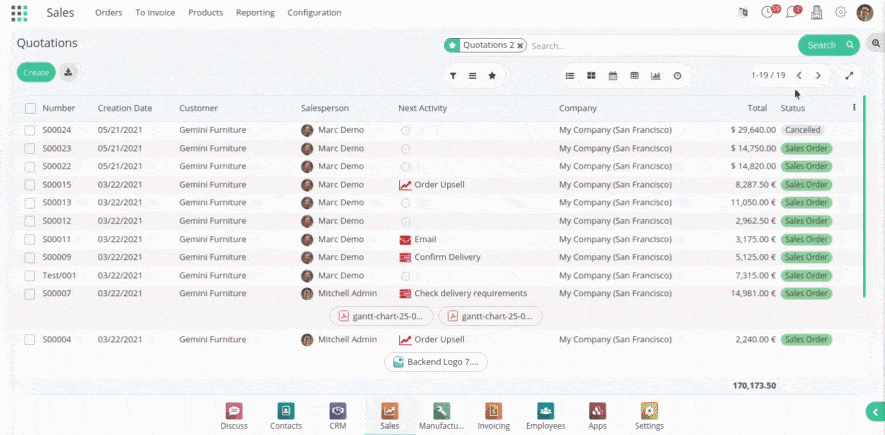 Sales Orders To Invoice Products Reporting Configuration
Quotations
Quotations 2 Search... Search
Create 1-19 / 19
Number Creation Date Customer Salesperson Next Activity Company Total Status
S00024 05/21/2021 Gemini Furniture Marc Demo My Company (San Francisco) $ 29,640.00 Cancelled
S00023 05/21/2021 Gemini Furniture Marc Demo My Company (San Francisco) $ 14,750.00 Sales Order
S00022 05/21/2021 Gemini Furniture Marc Demo My Company (San Francisco) $ 14,820.00 Sales Order
S00015 03/22/2021 Gemini Furniture Marc Demo Order Upsell My Company (San Francisco) 8,287.50 € Sales Order
S00013 03/22/2021 Gemini Furniture Marc Demo My Company (San Francisco) 11,050.00 € Sales Order
S00012 03/22/2021 Gemini Furniture Marc Demo My Company (San Francisco) 2,962.50 € Sales Order
S00011 03/22/2021 Gemini Furniture Marc Demo Email My Company (San Francisco) 3,175.00 € Sales Order
S00009 03/22/2021 Gemini Furniture Marc Demo Confirm Delivery My Company (San Francisco) 5,125.00 € Sales Order
Test/001 03/22/2021 Gemini Furniture Marc Demo My Company (San Francisco) 7,315.00 € Sales Order
S00007 03/22/2021 Gemini Furniture Mitchell Admin Check delivery requirements My Company (San Francisco) 14,981.00 € Sales Order
gantt-chart-25-0... gantt-chart-25-0...
S00004 03/22/2021 Gemini Furniture Mitchell Admin Order Upsell My Company (San Francisco) 2,240.00 € Sales Order
Backend Logo 7....
170,173.50
Discuss Contacts CRM Sales Manufactu... Invoicing Employees Apps Settings